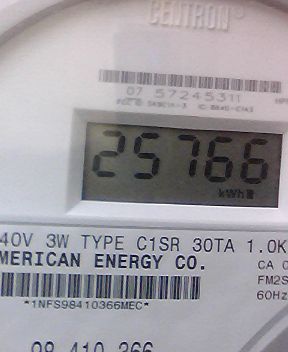 CENTRON®
07 57245311
25766
kWh
40V 3W TYPE C1SR 30TA 1.0K
MERICAN ENERGY CO.
CA 0
FM2S
*1NFS98410366MEC*
60Hz
98 410 366